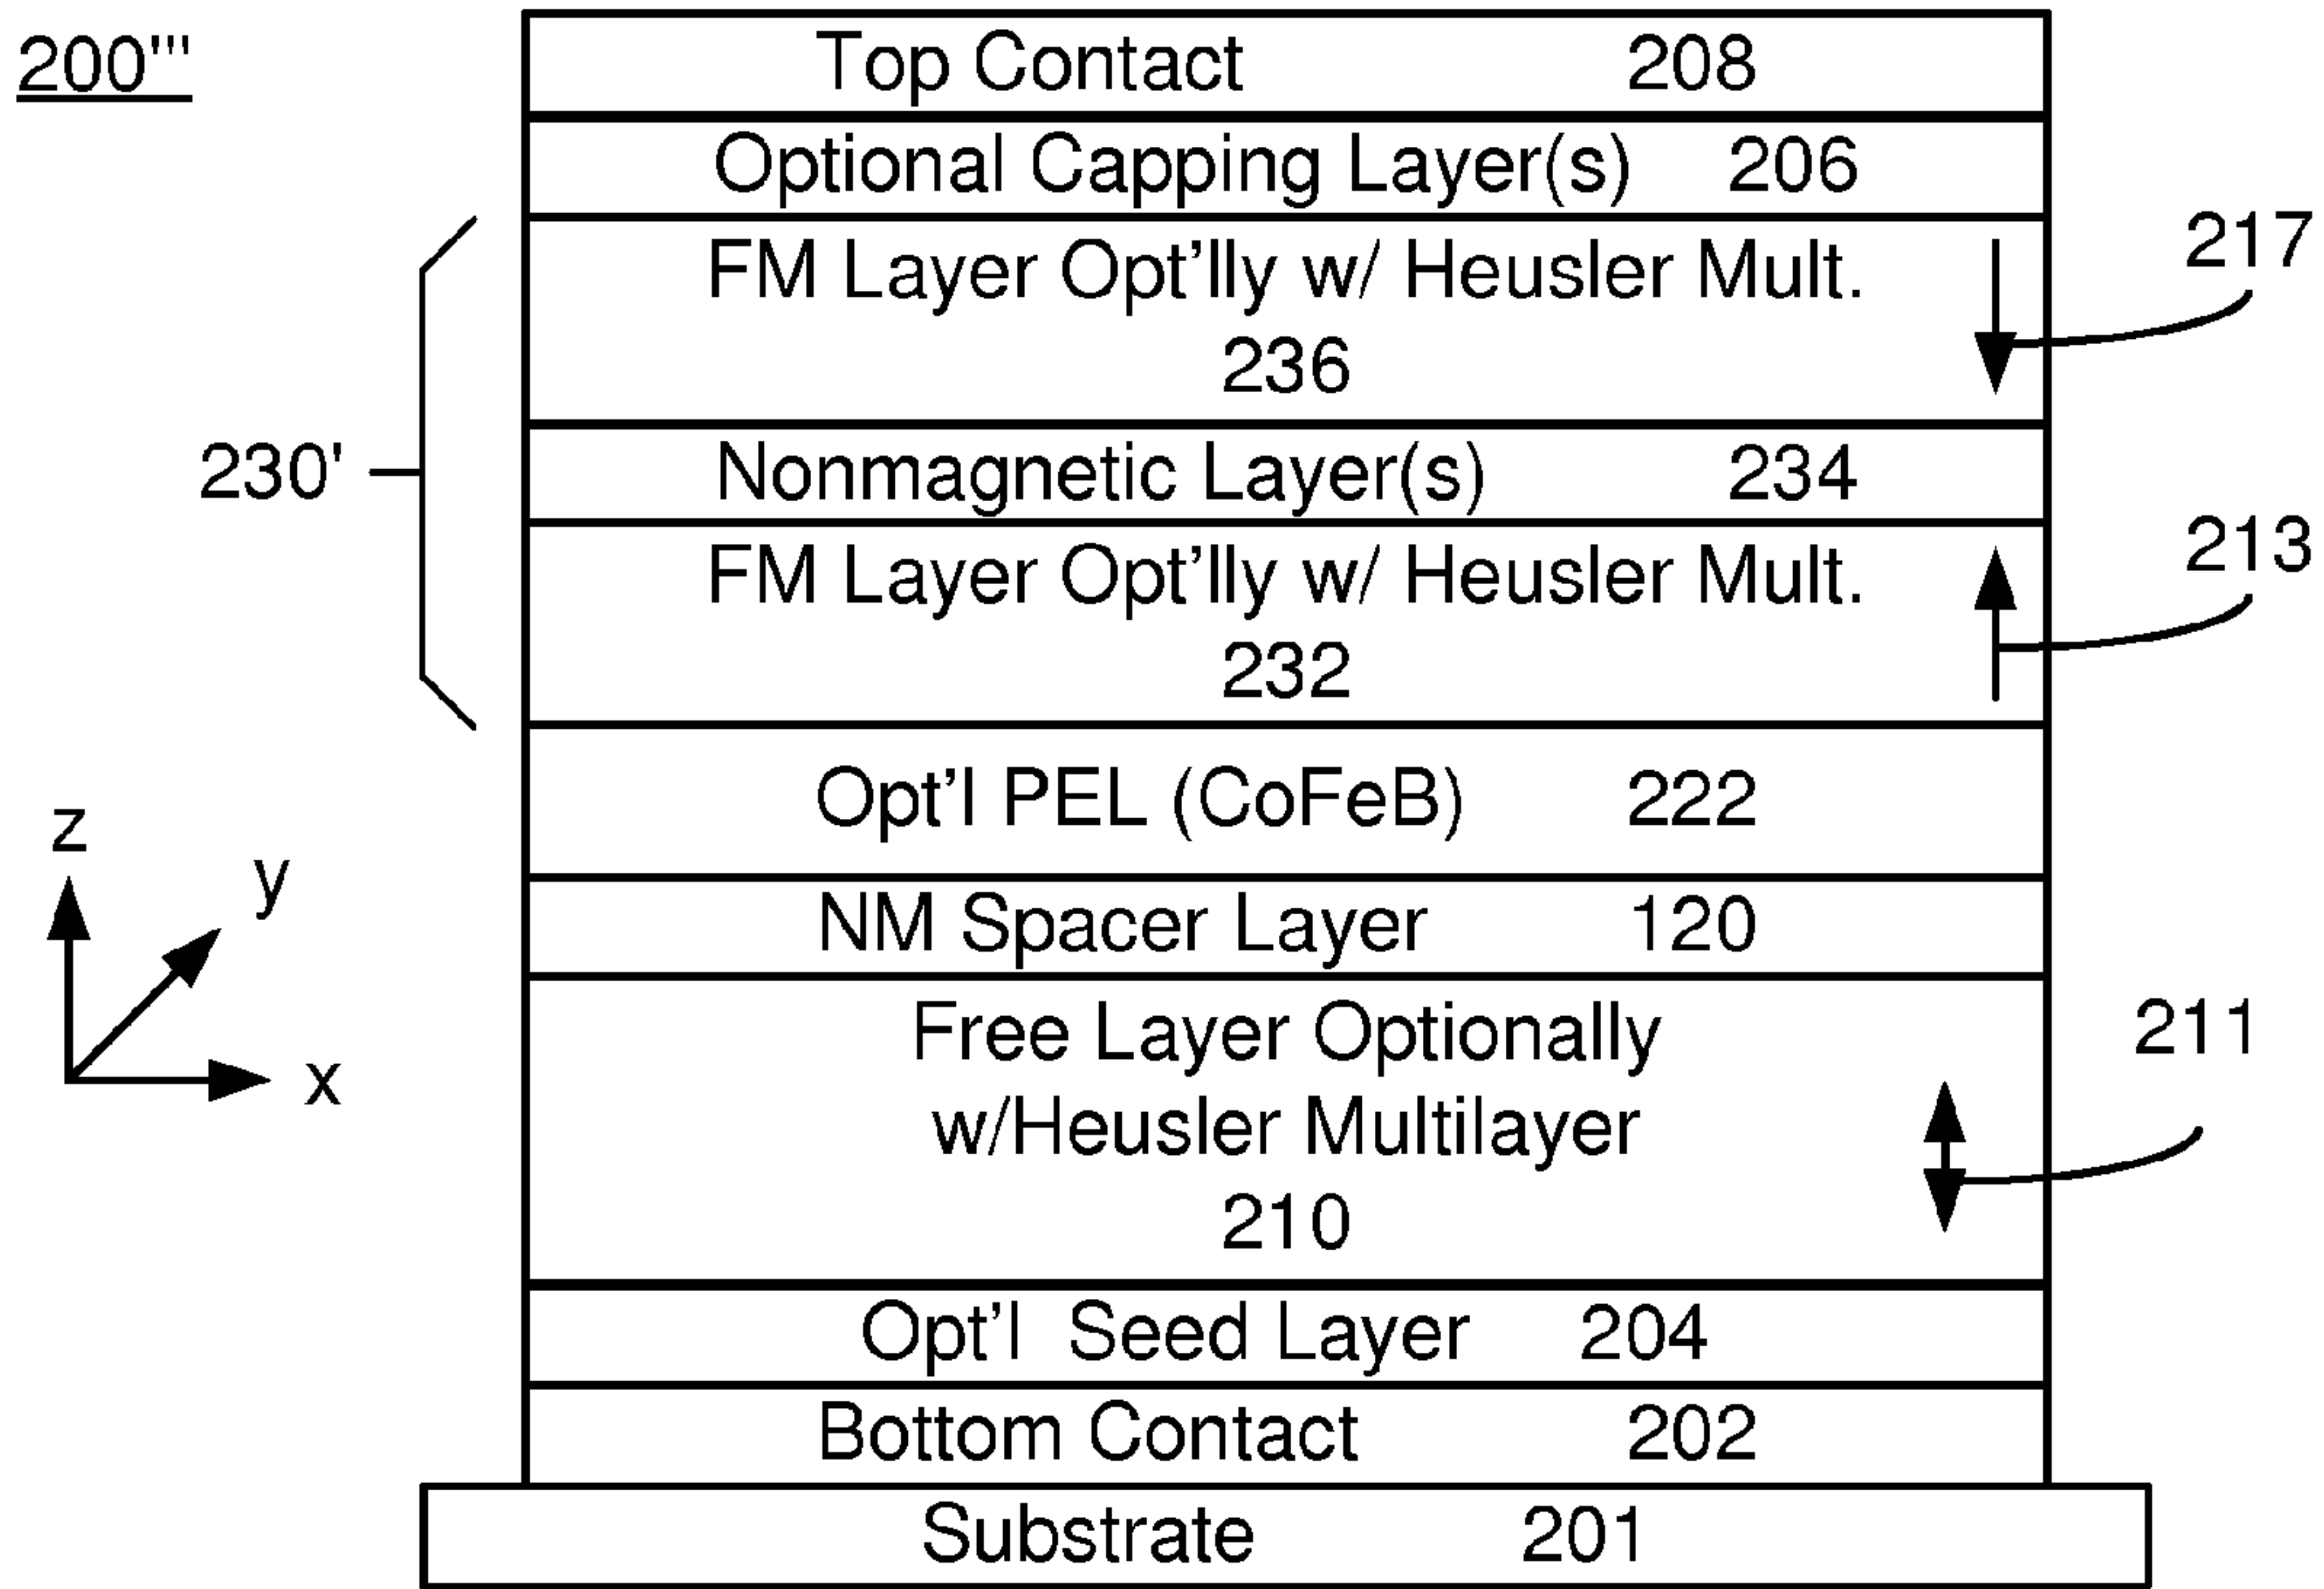 200'''
Top Contact 208
Optional Capping Layer(s) 206
FM Layer Opt'lly w/ Heusler Mult.
236
217
230'
Nonmagnetic Layer(s) 234
FM Layer Opt'lly w/ Heusler Mult.
232
213
Opt'l PEL (CoFeB) 222
z
y
x
NM Spacer Layer 120
Free Layer Optionally
w/Heusler Multilayer
210
211
Opt'l Seed Layer 204
Bottom Contact 202
Substrate 201